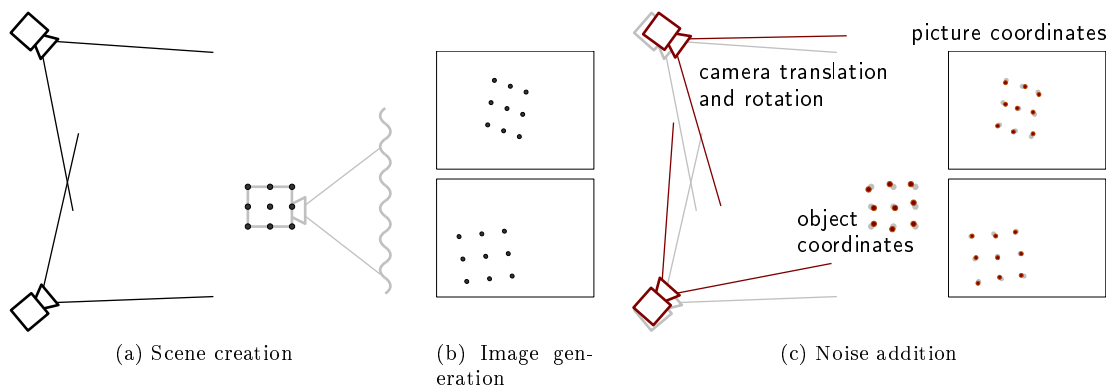 picture coordinates
camera translation
and rotation
object
coordinates
(a) Scene creation
(b) Image gen-
eration
(c) Noise addition